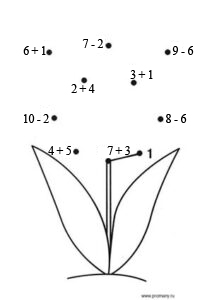 7 - 2
6 + 1
9 - 6
3 + 1
2 + 4
10 - 2
8 - 6
4 + 5
7 + 3
1
www.promany.ru